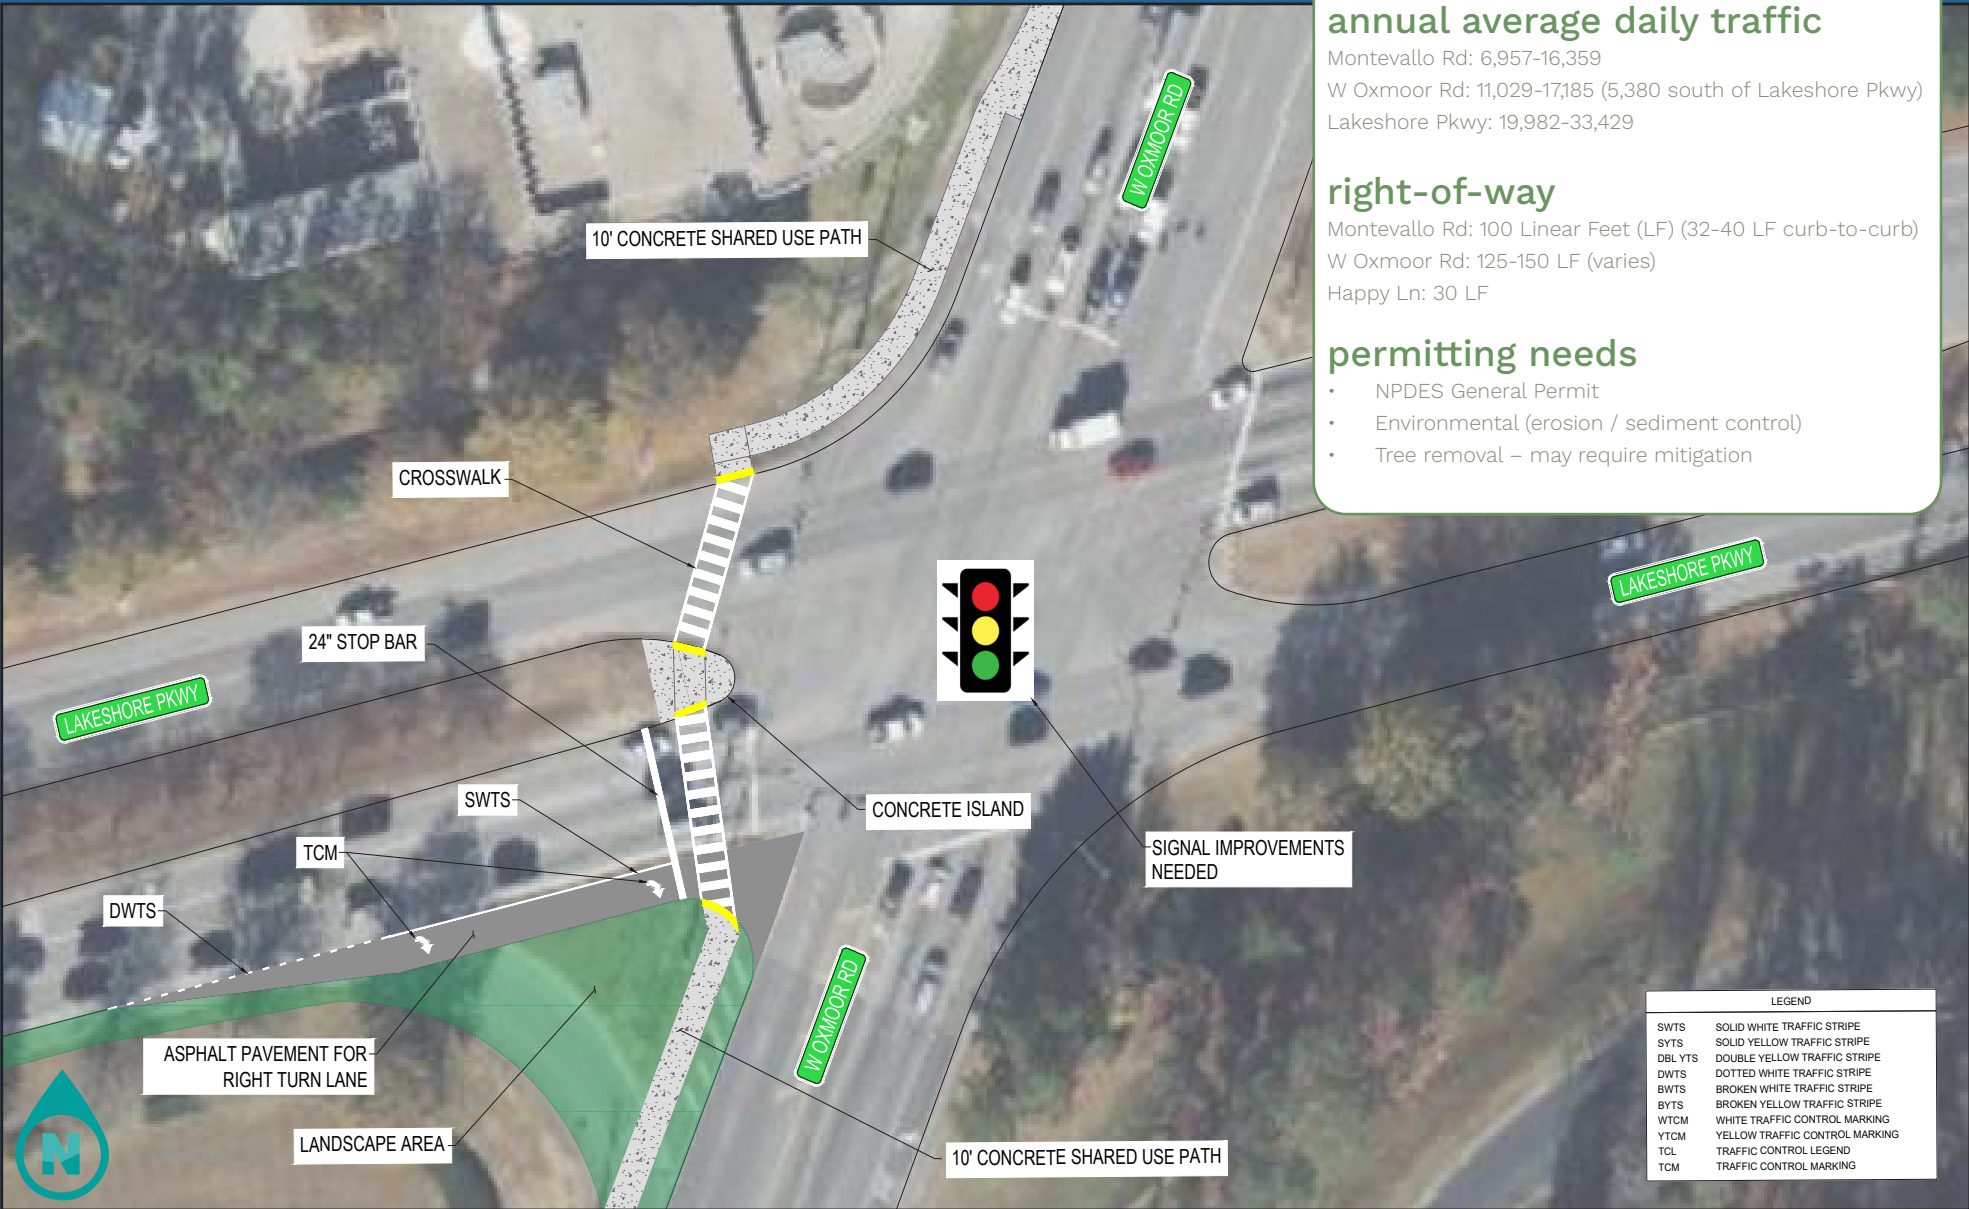 annual average daily traffic
Montevallo Rd: 6,957-16,359
W Oxmoor Rd: 11,029-17,185 (5,380 south of Lakeshore Pkwy)
Lakeshore Pkwy: 19,982-33,429
right-of-way
Montevallo Rd: 100 Linear Feet (LF) (32-40 LF curb-to-curb)
W Oxmoor Rd: 125-150 LF (varies)
Happy Ln: 30 LF
permitting needs
• NPDES General Permit
• Environmental (erosion / sediment control)
• Tree removal – may require mitigation
W OXMOOR RD
10' CONCRETE SHARED USE PATH
CROSSWALK
LAKESHORE PKWY
24" STOP BAR
LAKESHORE PKWY
SWTS
CONCRETE ISLAND
TCM
SIGNAL IMPROVEMENTS
NEEDED
DWTS
W OXMOOR RD
ASPHALT PAVEMENT FOR
RIGHT TURN LANE
LANDSCAPE AREA
10' CONCRETE SHARED USE PATH
N
LEGEND
SWTS SOLID WHITE TRAFFIC STRIPE
SYTS SOLID YELLOW TRAFFIC STRIPE
DBL YTS DOUBLE YELLOW TRAFFIC STRIPE
DWTS DOTTED WHITE TRAFFIC STRIPE
BWTS BROKEN WHITE TRAFFIC STRIPE
BYTS BROKEN YELLOW TRAFFIC STRIPE
WTCM WHITE TRAFFIC CONTROL MARKING
YTCM YELLOW TRAFFIC CONTROL MARKING
TCL TRAFFIC CONTROL LEGEND
TCM TRAFFIC CONTROL MARKING